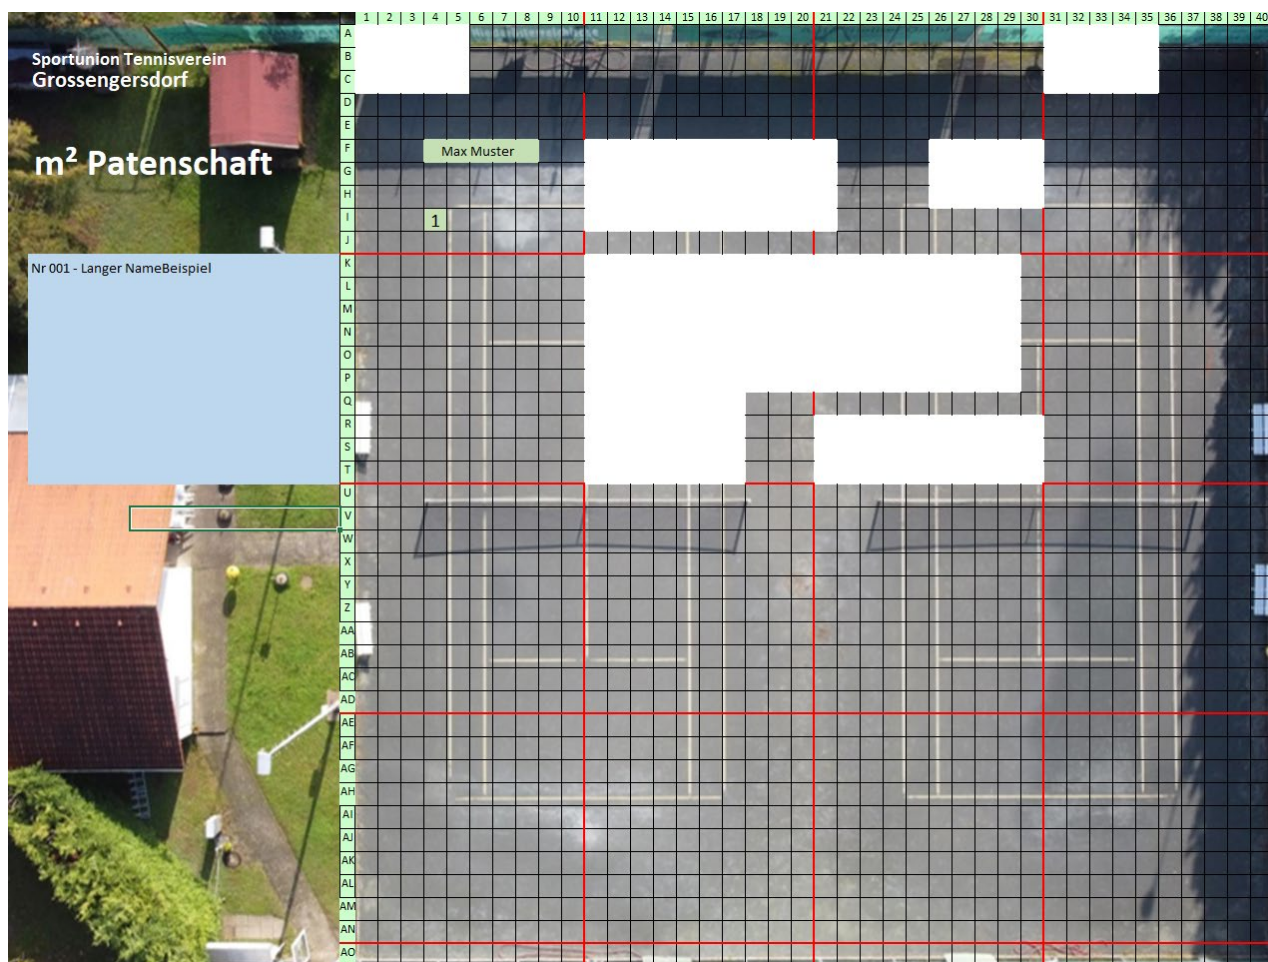 1 2 3 4 5 6 7 8 9 10 11 12 13 14 15 16 17 18 19 20 21 22 23 24 25 26 27 28 29 30 31 32 33 34 35 36 37 38 39 40
A
Sportunion Tennisverein
B
Grossengersdorf
C
D
E
F
Max Muster
m² Patenschaft
G
H
I
1
J
K
Nr 001 - Langer NameBeispiel
L
M
N
O
P
Q
R
S
T
U
V
W
X
Y
Z
AA
AB
AC
AD
AE
AF
AG
AH
AI
AJ
AK
AL
AM
AN
AO